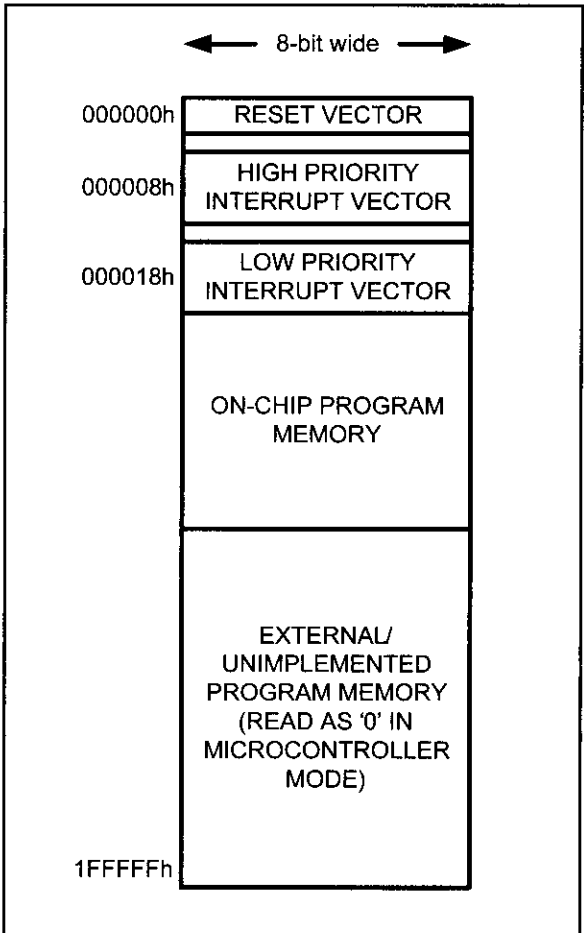 8-bit wide
000000h
RESET VECTOR
000008h
HIGH PRIORITY
INTERRUPT VECTOR
000018h
LOW PRIORITY
INTERRUPT VECTOR
ON-CHIP PROGRAM
MEMORY
EXTERNAL/
UNIMPLEMENTED
PROGRAM MEMORY
(READ AS '0' IN
MICROCONTROLLER
MODE)
1FFFFFh